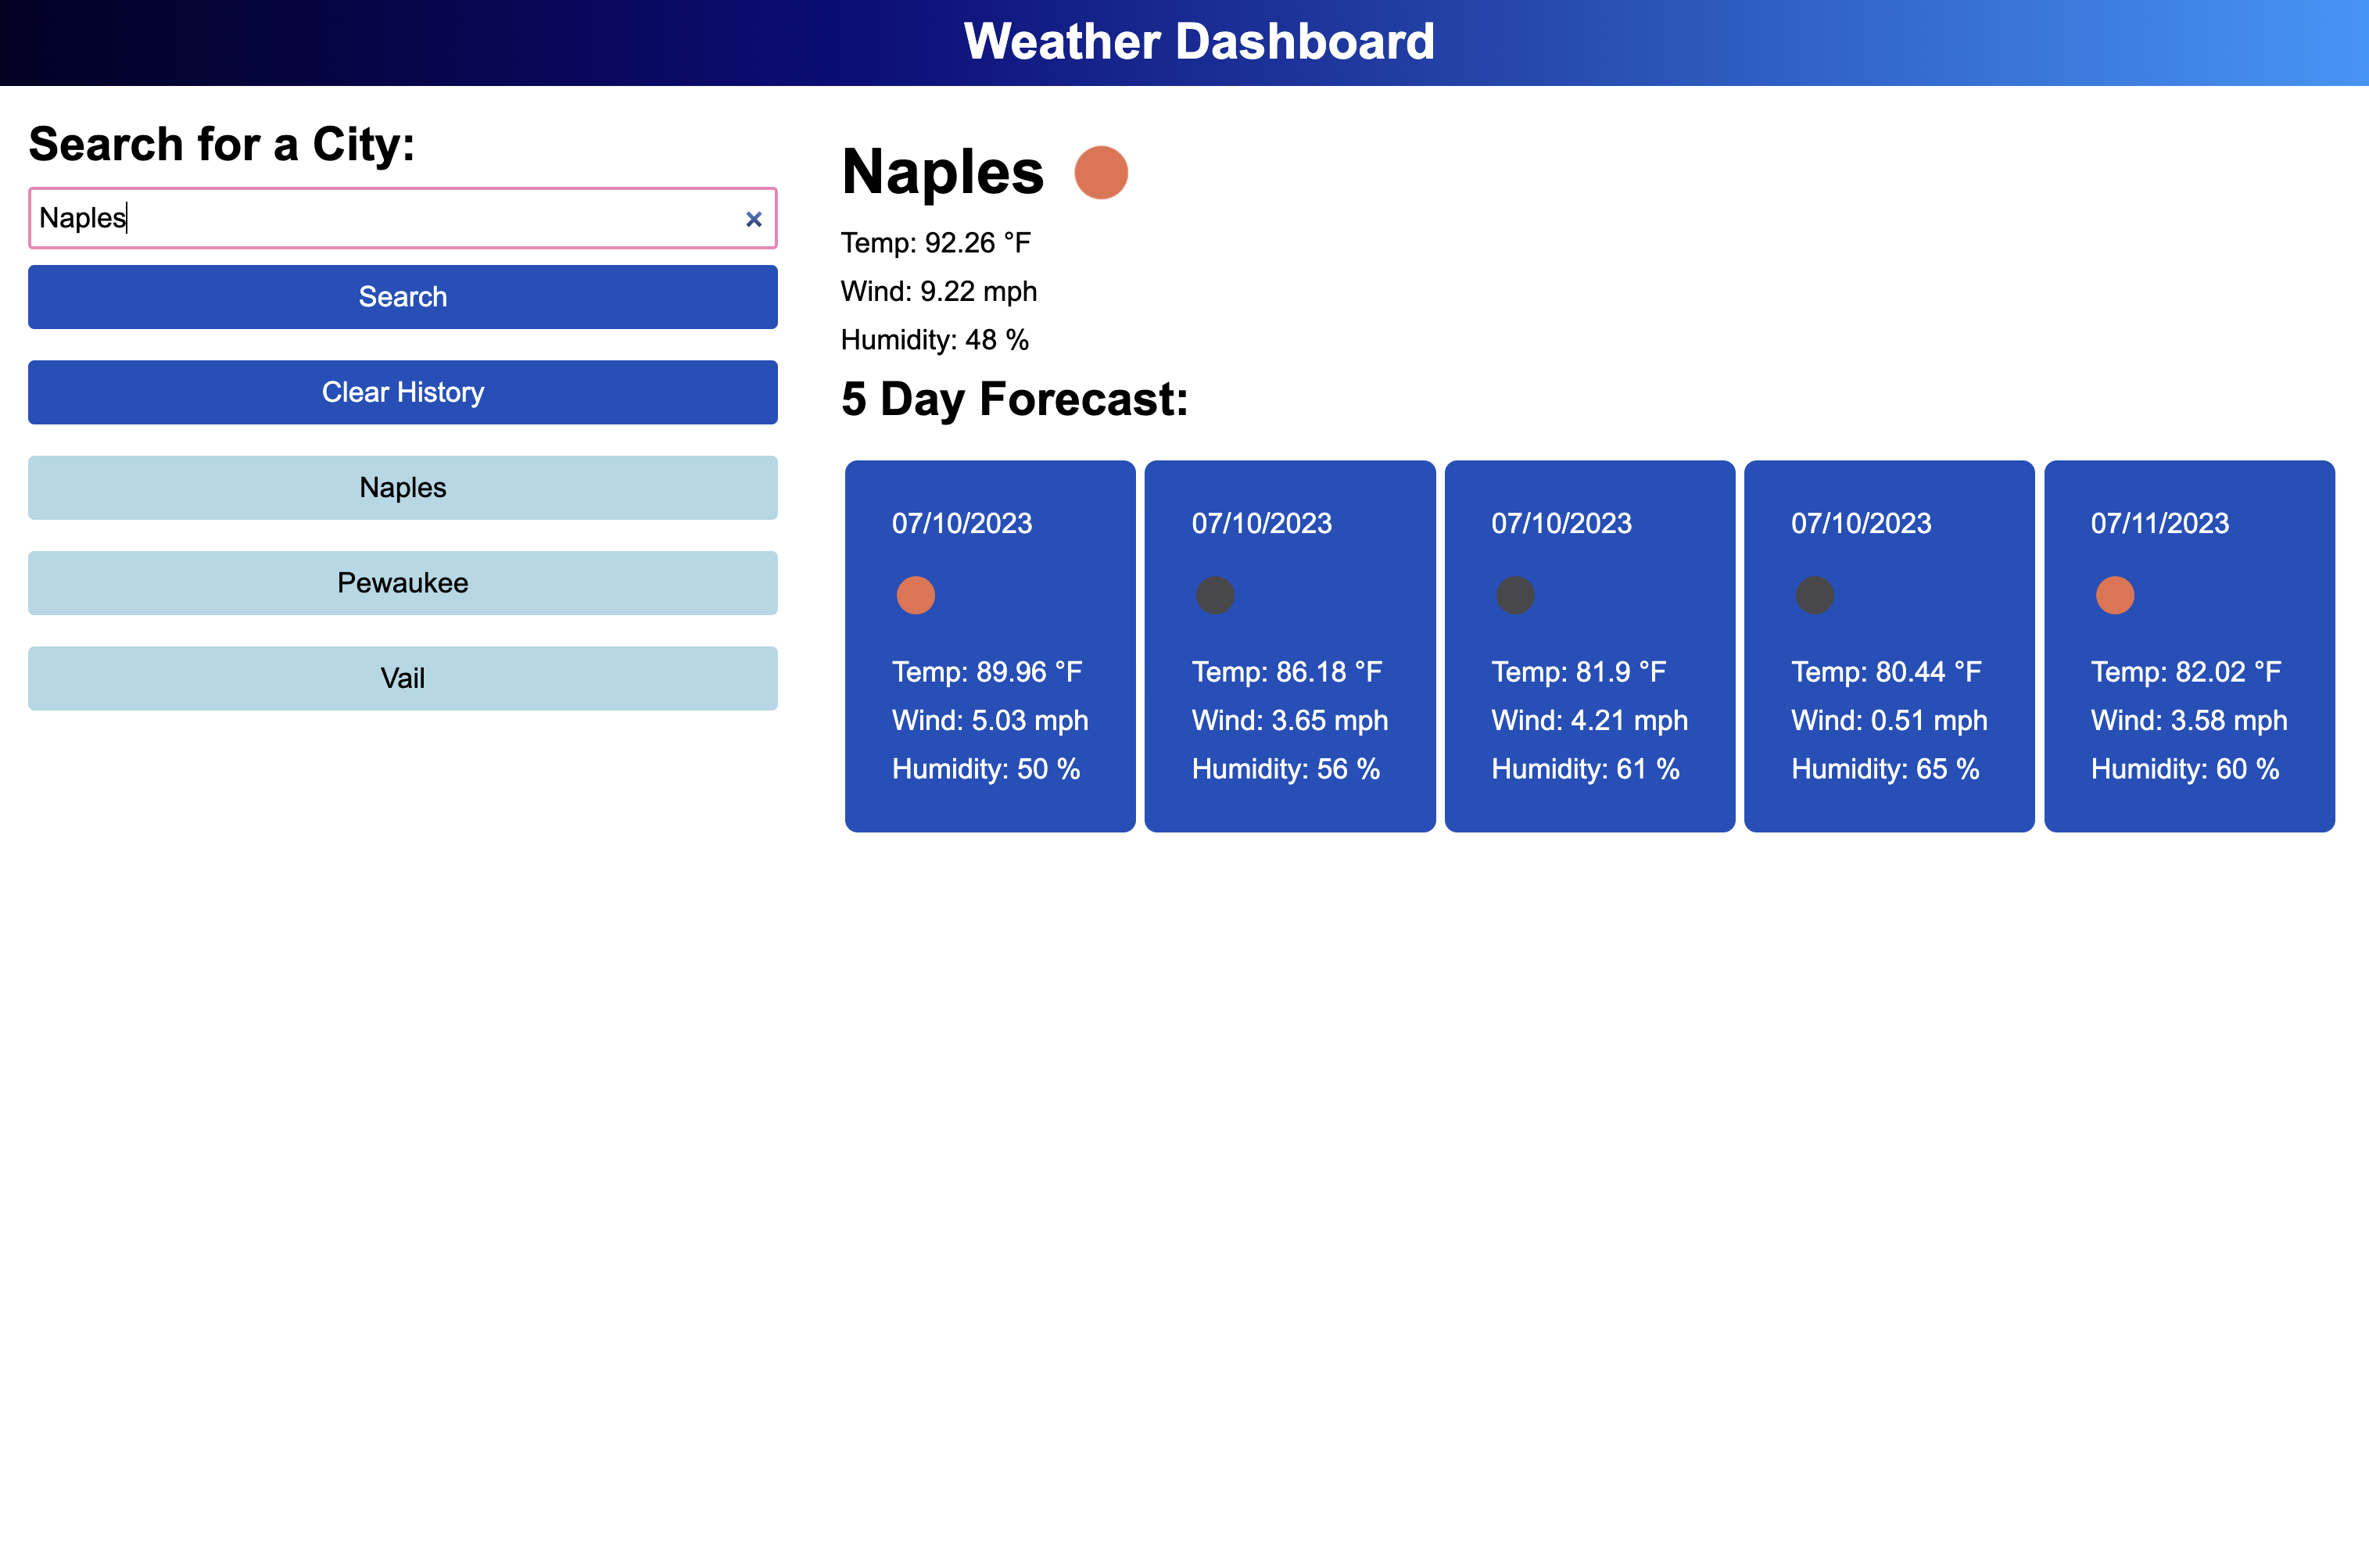 Weather Dashboard
Search for a City:
Naples
×
Search
Clear History
Naples
Pewaukee
Vail
Naples
Temp: 92.26 °F
Wind: 9.22 mph
Humidity: 48 %
5 Day Forecast:
07/10/2023
Temp: 89.96 °F
Wind: 5.03 mph
Humidity: 50 %
07/10/2023
Temp: 86.18 °F
Wind: 3.65 mph
Humidity: 56 %
07/10/2023
Temp: 81.9 °F
Wind: 4.21 mph
Humidity: 61 %
07/10/2023
Temp: 80.44 °F
Wind: 0.51 mph
Humidity: 65 %
07/11/2023
Temp: 82.02 °F
Wind: 3.58 mph
Humidity: 60 %